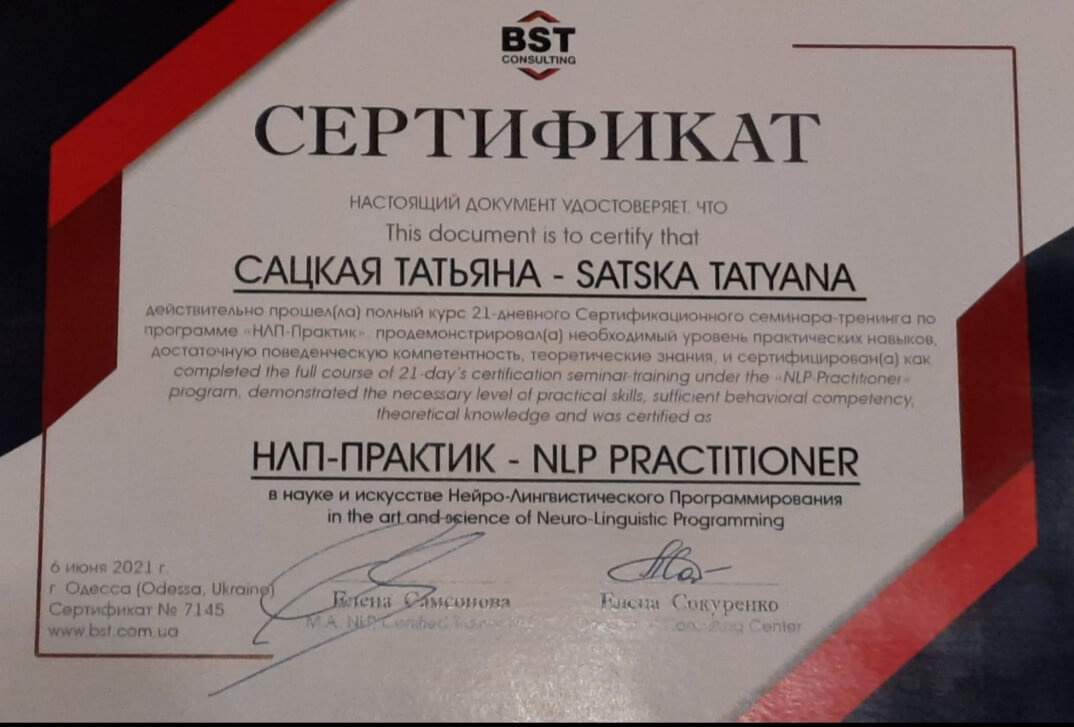 BST
CONSULTING
СЕРТИФИКАТ
НАСТОЯЩИЙ ДОКУМЕНТ УДОСТОВЕРЯЕТ, ЧТО
This document is to certify that
САЦКАЯ ТАТЬЯНА - SATSKA TATYANA
действительно прошел(ла) полный курс 21-дневного Сертификационного семинара-тренинга по
программе «НЛП-Практик», продемонстрировал(а) необходимый уровень практических навыков,
достаточную поведенческую компетентность, теоретические знания, и сертифицирован(а) как
completed the full course of 21-day's certification seminar-training under the «NLP-Practitioner»
program, demonstrated the necessary level of practical skills, sufficient behavioral competency,
theoretical knowledge and was certified as
НЛП-ПРАКТИК - NLP PRACTITIONER
в науке и искусстве Нейро-Лингвистического Программирования
in the art and science of Neuro-Linguistic Programming
6 июня 2021 г.
г. Одесса (Odessa, Ukraine)
Сертификат № 7145
www.bst.com.ua
Елена Самсонова
M.A. NLP, Certified
Елена Сокуренко
Consulting Center